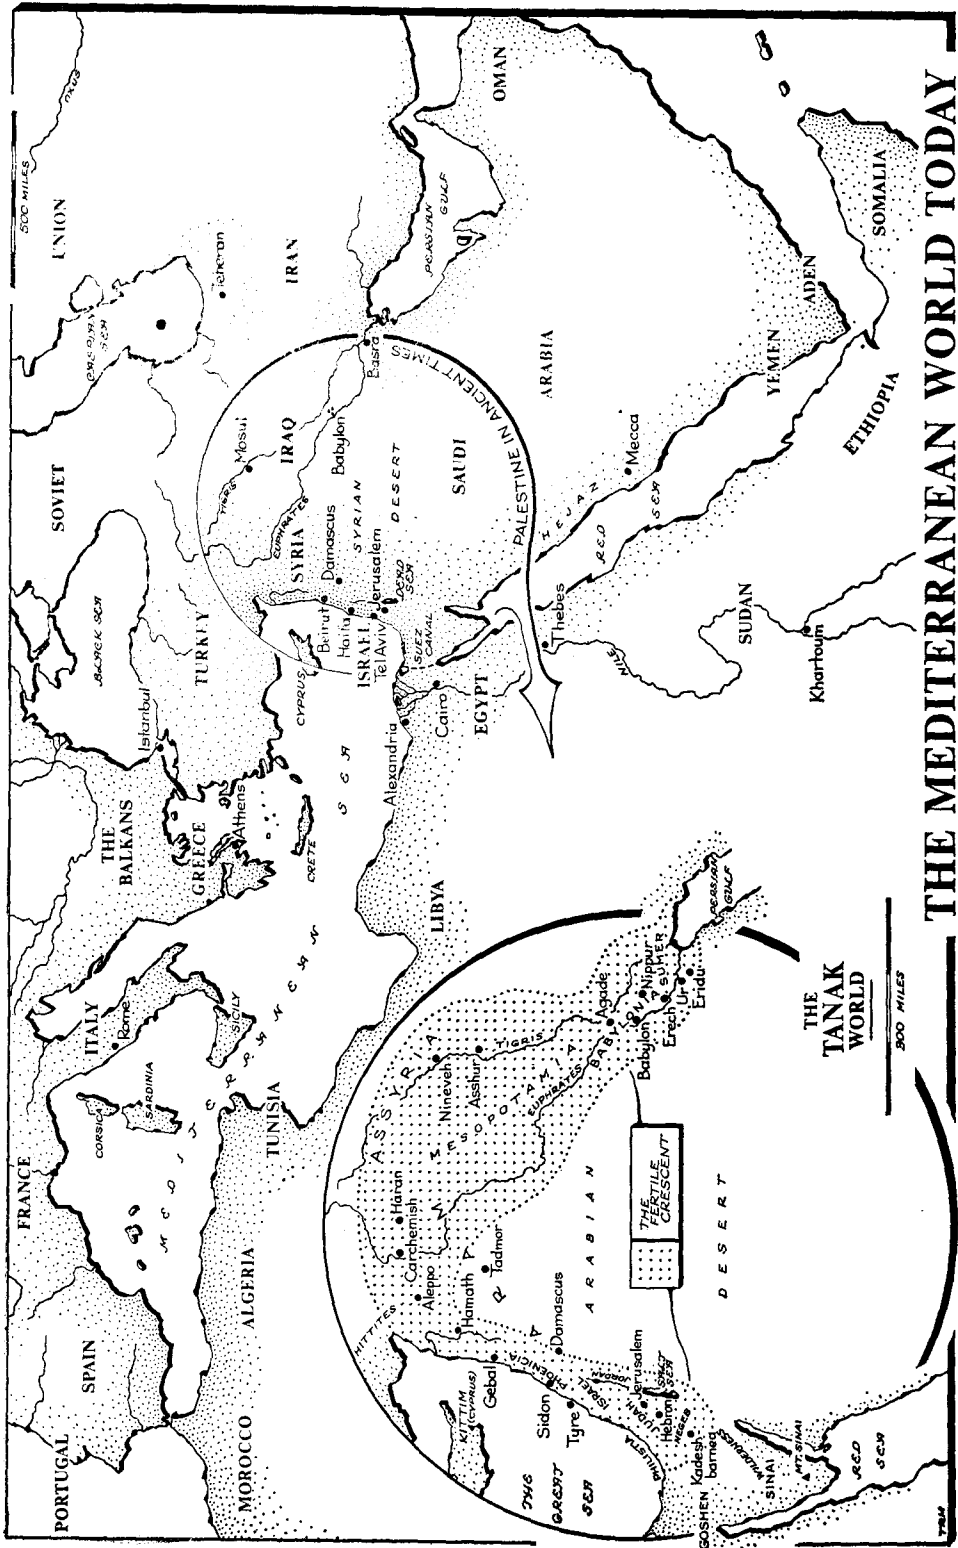 THE MEDITERRANEAN WORLD TODAY
PORTUGAL
SPAIN
FRANCE
MOROCCO
ALGERIA
TUNISIA
LIBYA
CORSICA
SARDINIA
ITALY
Rome
SICILY
MEDITERRANEAN
SEA
THE
BALKANS
GREECE
Athens
CRETE
Istanbul
BLACK SEA
TURKEY
CYPRUS
SOVIET
UNION
500 MILES
OXUS
CASPIAN
SEA
Teheran
IRAN
Mosul
TIGRIS
IRAQ
EUPHRATES
Babylon
Basra
SYRIA
Damascus
SYRIAN
DESERT
Beirut
Haifa
ISRAEL
Tel Aviv
Jerusalem
DEAD
SEA
SUEZ
CANAL
Alexandria
Cairo
EGYPT
PALESTINE IN ANCIENT TIMES
SAUDI
ARABIA
PERSIAN
GULF
OMAN
HEJAZ
Mecca
RED
SEA
Thebes
NILE
SUDAN
Khartoum
YEMEN
ADEN
ETHIOPIA
SOMALIA
THE
TANAK
WORLD
300 MILES
HITTITES
KITTIM
(CYPRUS)
THE
GREAT
SEA
ASSYRIA
Haran
Carchemish
Aleppo
Hamath
Tadmor
ARAM
Nineveh
Asshur
TIGRIS
MESOPOTAMIA
EUPHRATES
Agade
BABYLONIA
Babylon
Nippur
SUMER
Erech
Ur
Eridu
PERSIAN
GULF
Gebal
PHOENICIA
Sidon
Tyre
Damascus
ISRAEL
JORDAN
Jerusalem
JUDAH
SALT
SEA
Hebron
NEGEB
PHILISTIA
Kadesh
barnea
GOSHEN
WILDERNESS
SINAI
MT. SINAI
RED
SEA
ARABIAN
DESERT
THE
FERTILE
CRESCENT